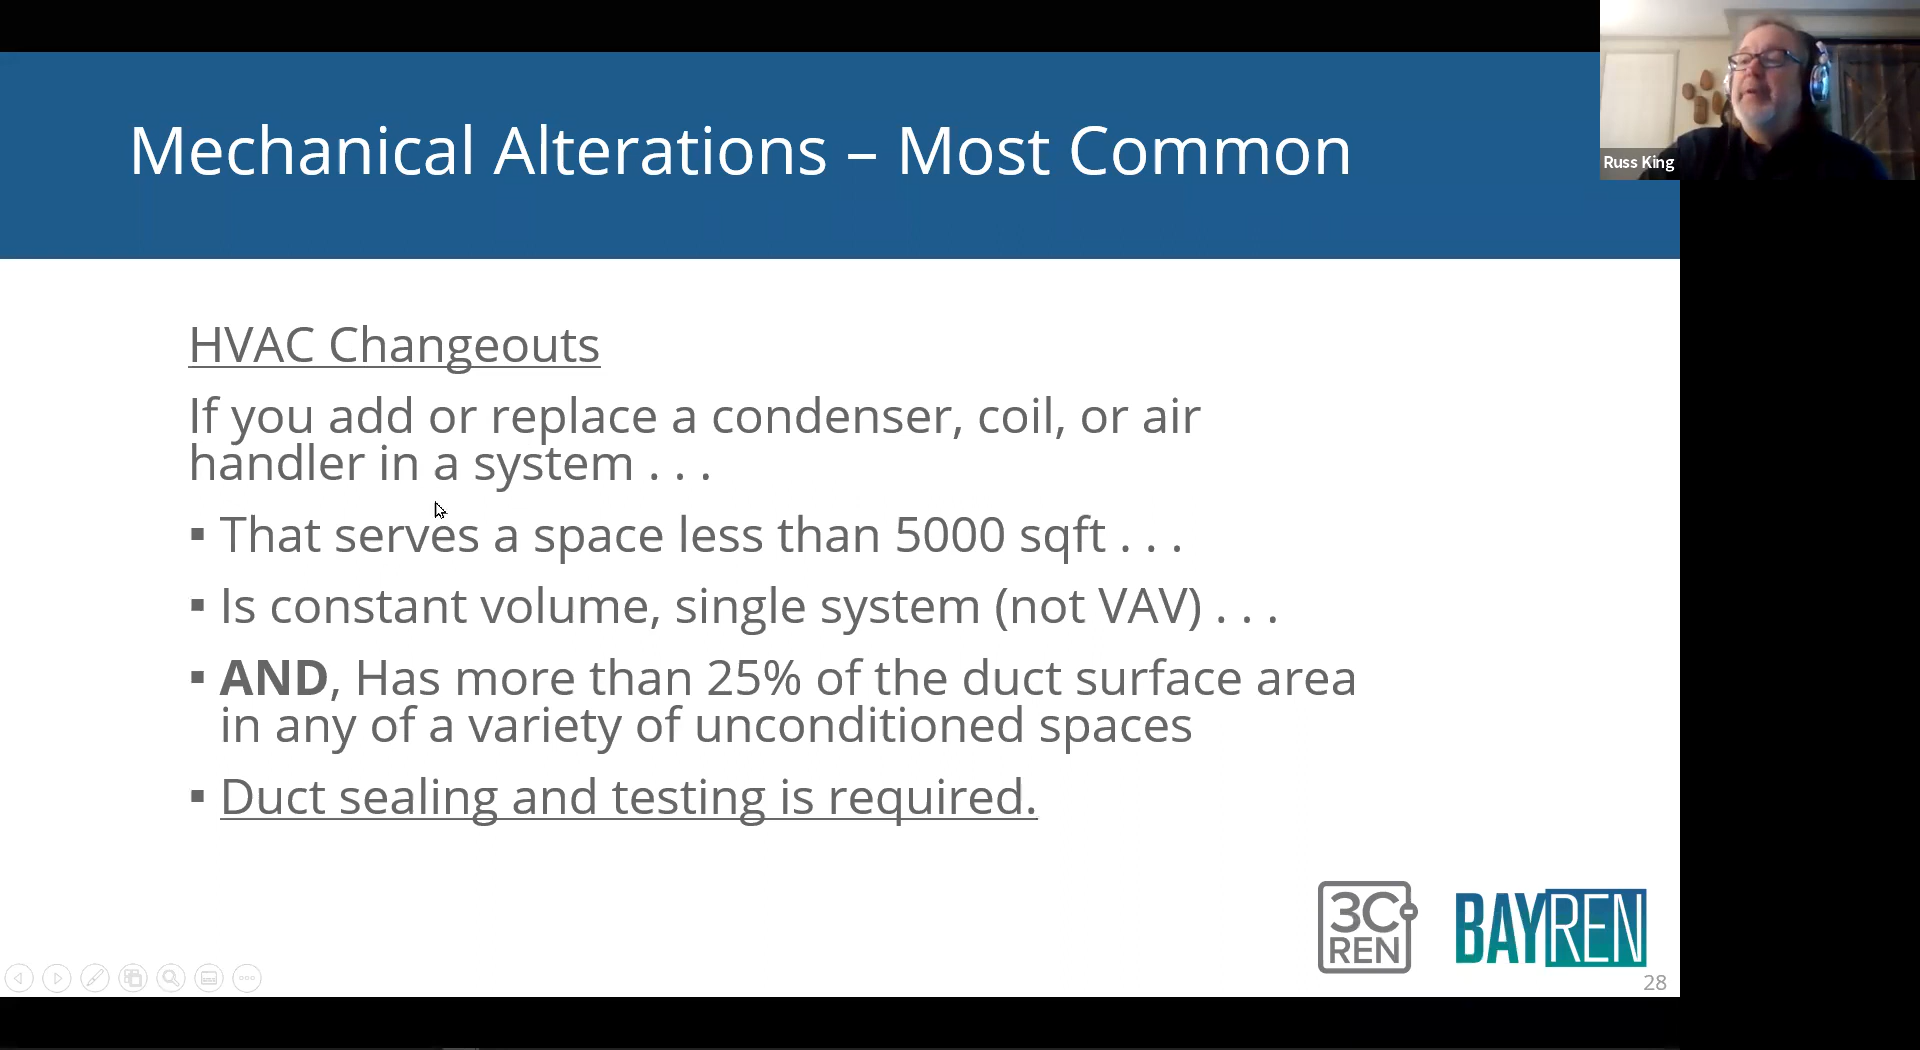 Mechanical Alterations – Most Common
Russ King
HVAC Changeouts
If you add or replace a condenser, coil, or air
handler in a system . . .
▪ That serves a space less than 5000 sqft . . .
▪ Is constant volume, single system (not VAV) . . .
▪ AND, Has more than 25% of the duct surface area
in any of a variety of unconditioned spaces
▪ Duct sealing and testing is required.
3C
REN
BAYREN
28